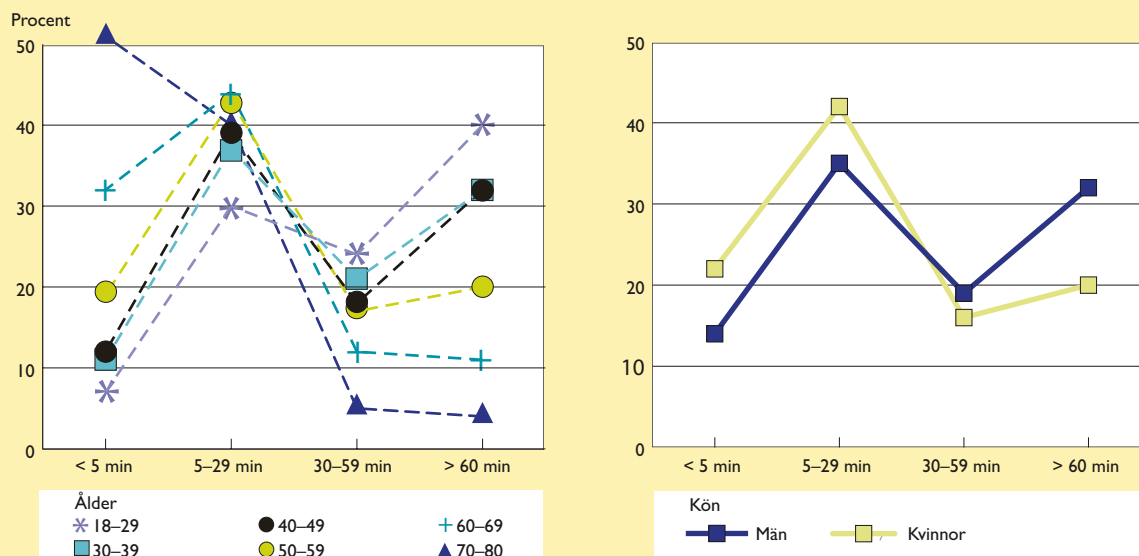 Procent
50
40
30
20
10
0
< 5 min 5–29 min 30–59 min > 60 min
Ålder
18–29 40–49 60–69
30–39 50–59 70–80
50
40
30
20
10
0
< 5 min 5–29 min 30–59 min > 60 min
Kön
Män Kvinnor